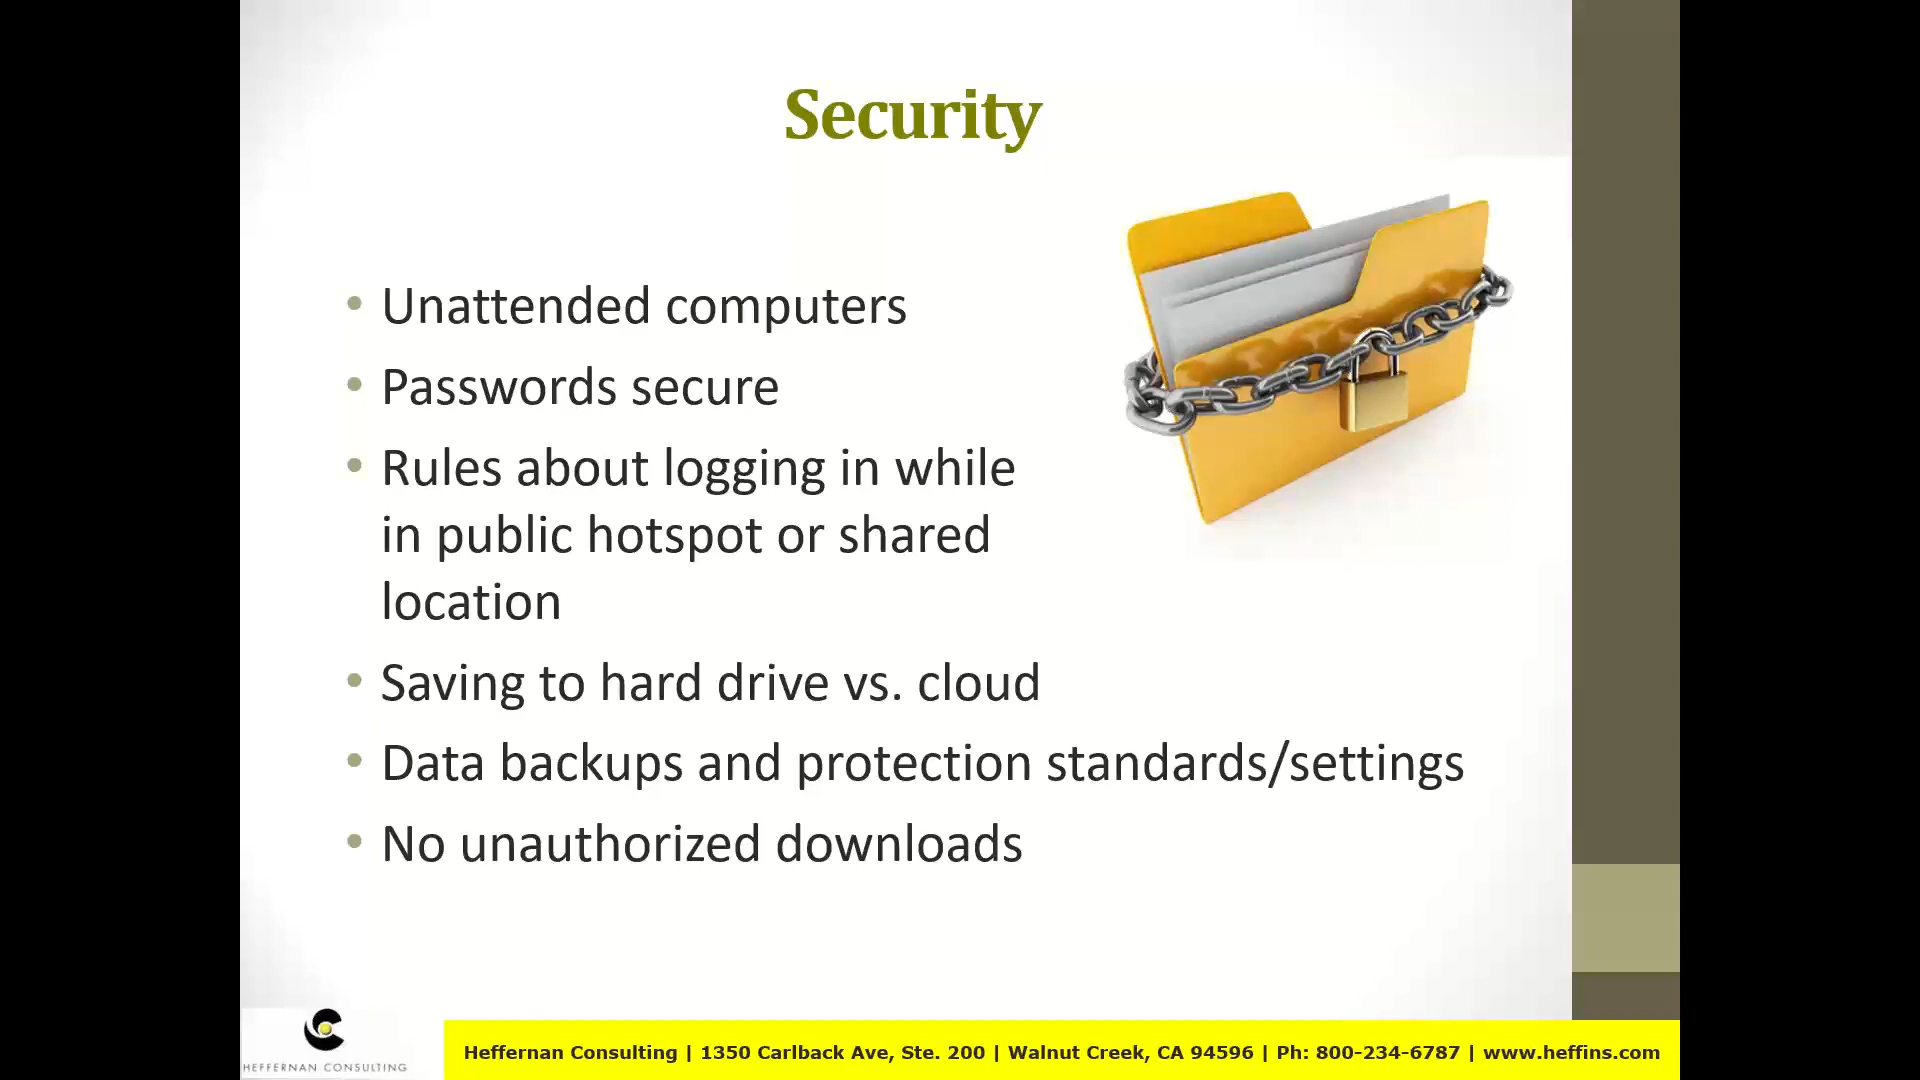 Security
• Unattended computers
• Passwords secure
• Rules about logging in while
in public hotspot or shared
location
• Saving to hard drive vs. cloud
• Data backups and protection standards/settings
• No unauthorized downloads
HEFFERNAN CONSULTING
Heffernan Consulting | 1350 Carlback Ave, Ste. 200 | Walnut Creek, CA 94596 | Ph: 800-234-6787 | www.heffins.com